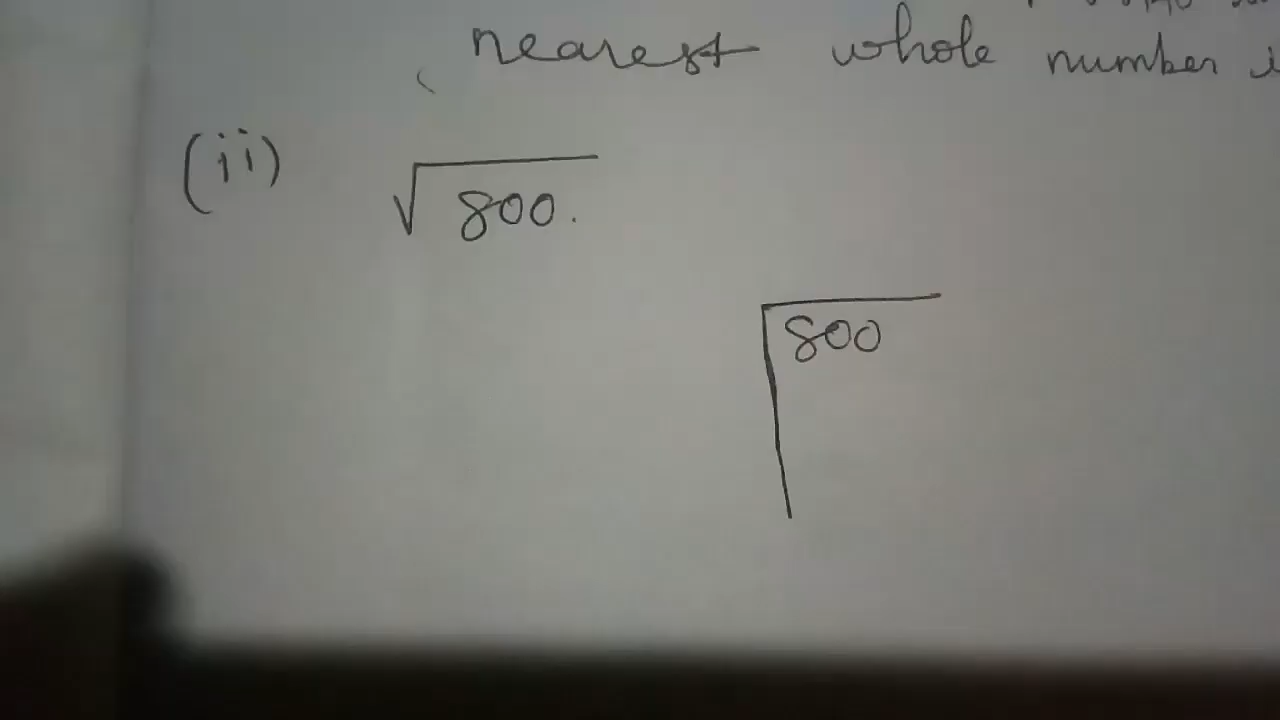 nearest whole number
(ii) √800.
800